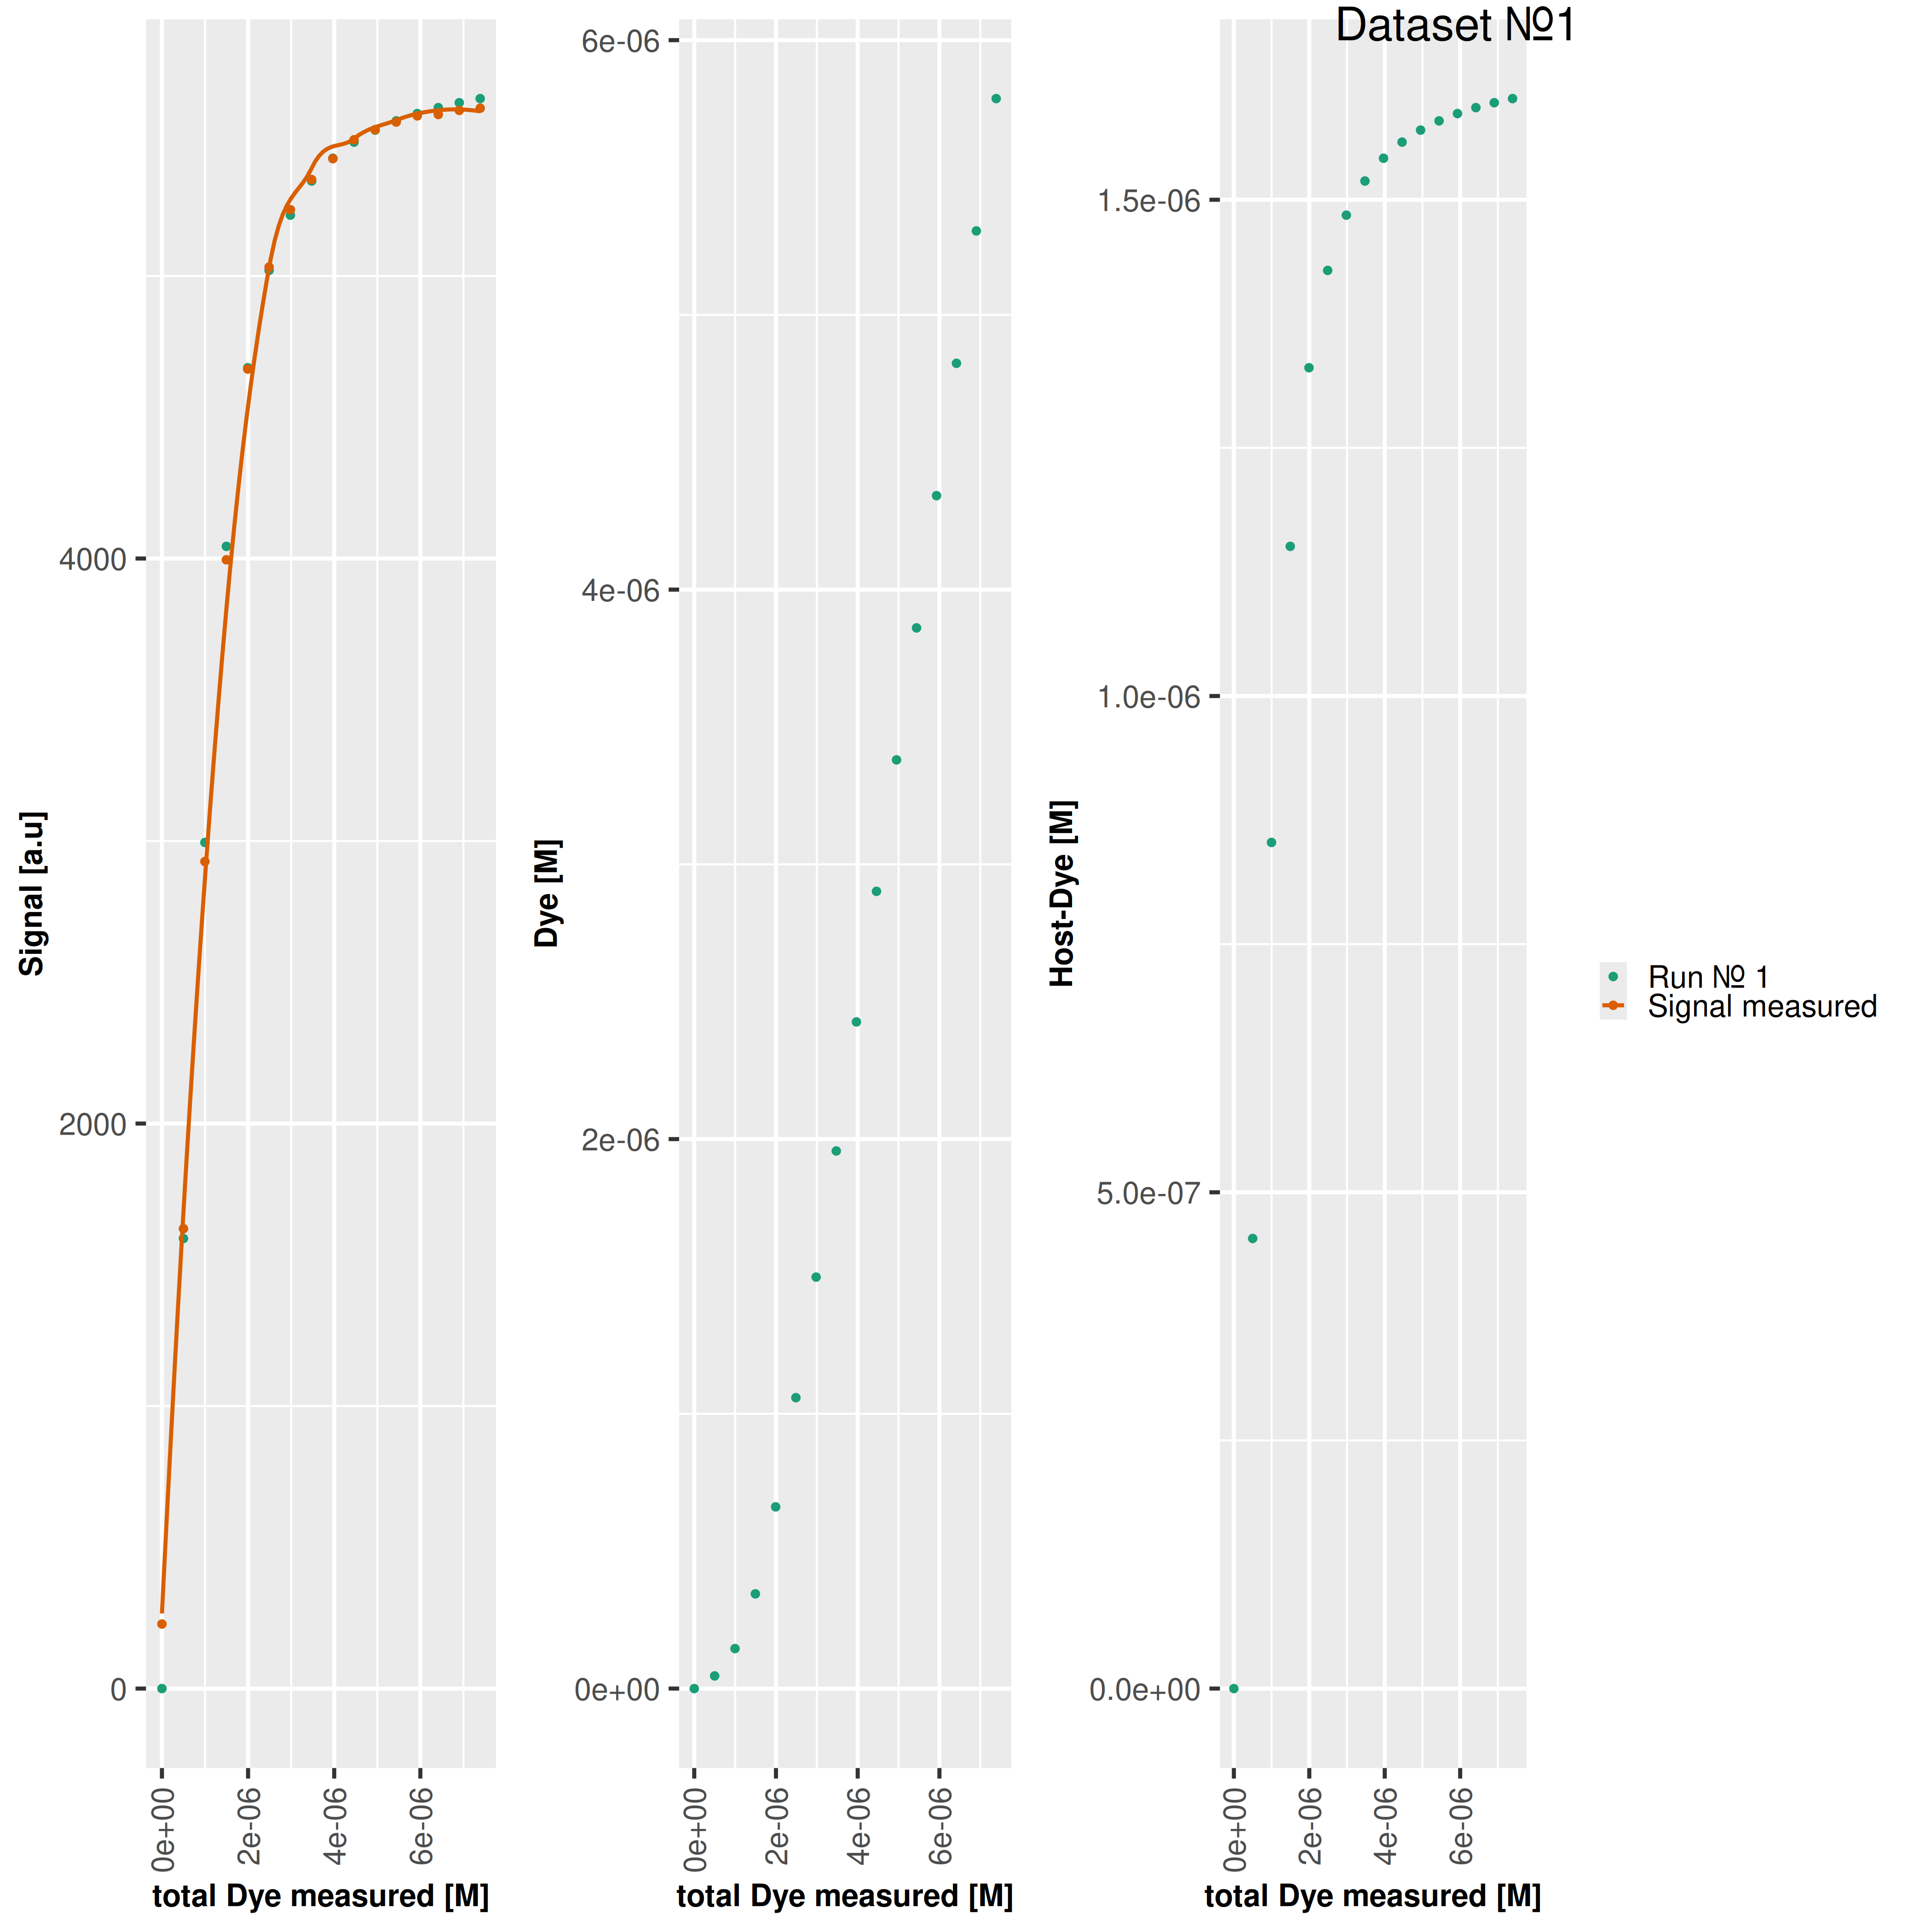 Dataset №1
Signal [a.u]
4000
2000
0
0e+00
2e-06
4e-06
6e-06
total Dye measured [M]
Dye [M]
6e-06
4e-06
2e-06
0e+00
0e+00
2e-06
4e-06
6e-06
total Dye measured [M]
Host-Dye [M]
1.5e-06
1.0e-06
5.0e-07
0.0e+00
0e+00
2e-06
4e-06
6e-06
total Dye measured [M]
Run № 1
Signal measured